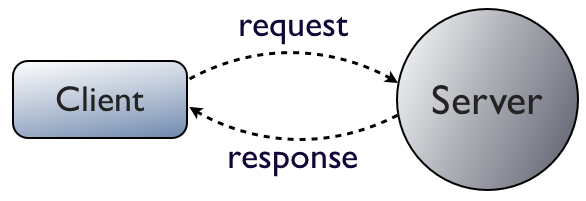 request
Client
Server
response